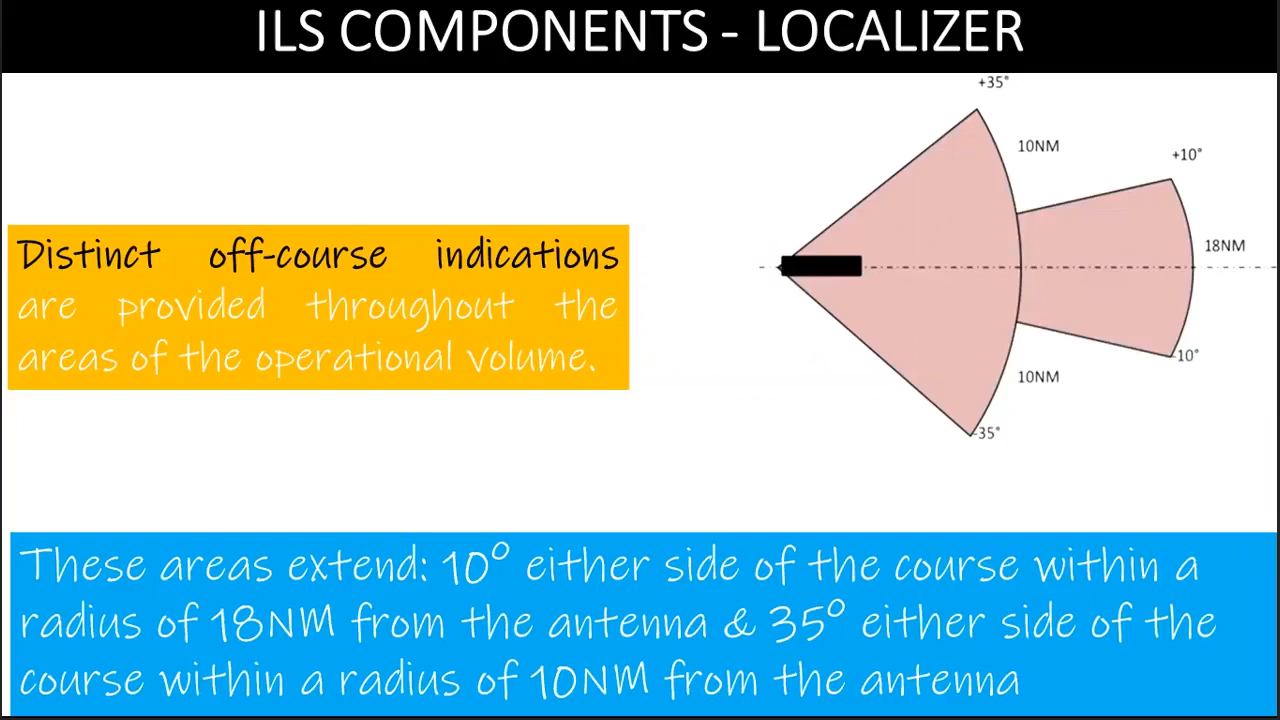 ILS COMPONENTS - LOCALIZER
+35°
10NM
+10°
Distinct off-course indications
are provided throughout the
areas of the operational volume.
18NM
-10°
10NM
-35°
These areas extend: 10° either side of the course within a
radius of 18NM from the antenna & 35° either side of the
course within a radius of 10NM from the antenna